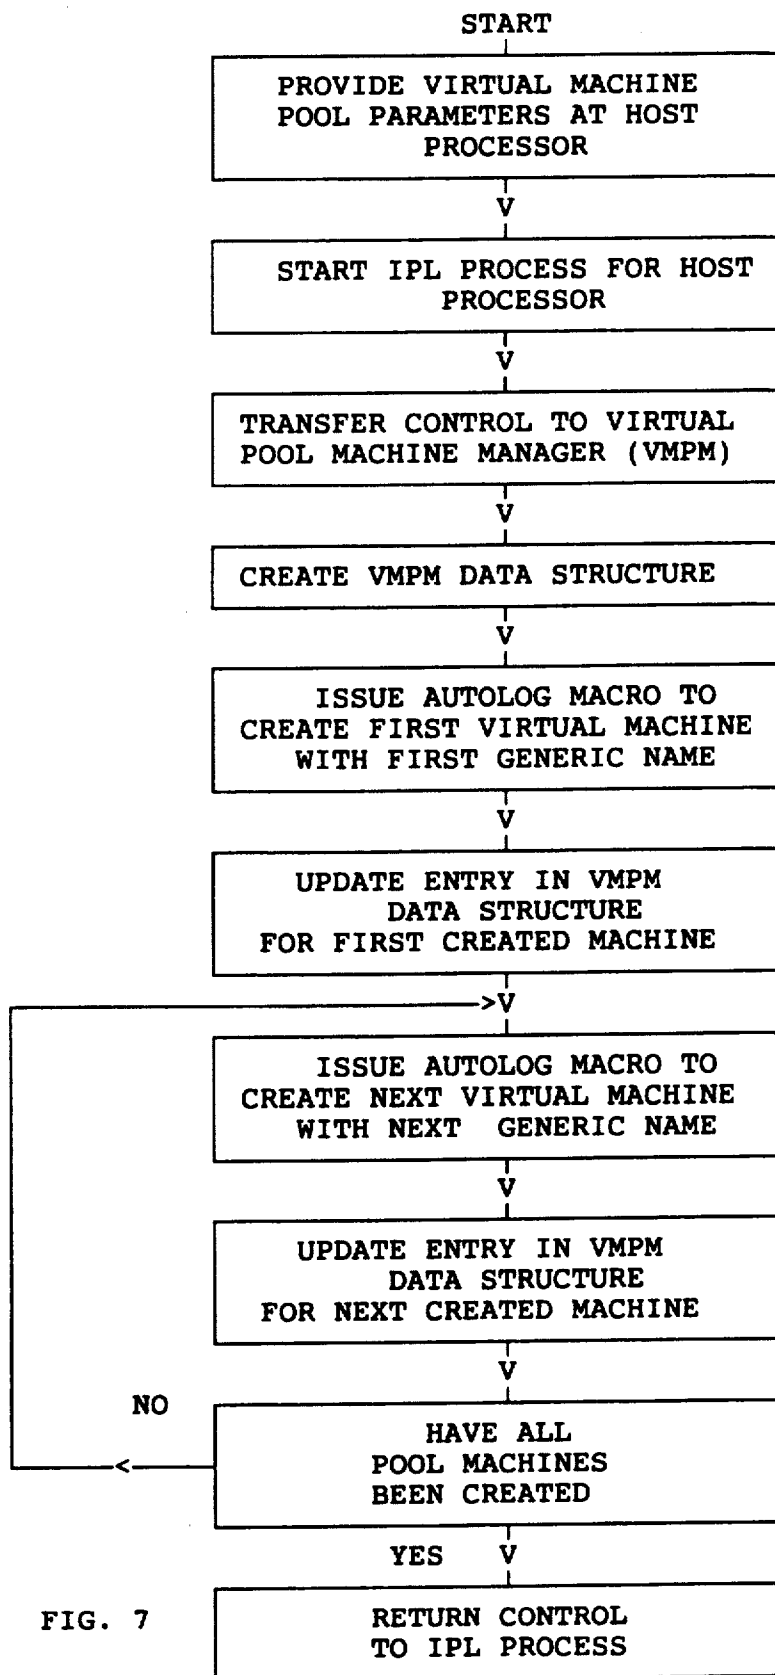 START
PROVIDE VIRTUAL MACHINE
POOL PARAMETERS AT HOST
PROCESSOR
V
START IPL PROCESS FOR HOST
PROCESSOR
V
TRANSFER CONTROL TO VIRTUAL
POOL MACHINE MANAGER (VMPM)
V
CREATE VMPM DATA STRUCTURE
V
ISSUE AUTOLOG MACRO TO
CREATE FIRST VIRTUAL MACHINE
WITH FIRST GENERIC NAME
V
UPDATE ENTRY IN VMPM
DATA STRUCTURE
FOR FIRST CREATED MACHINE
>V
ISSUE AUTOLOG MACRO TO
CREATE NEXT VIRTUAL MACHINE
WITH NEXT GENERIC NAME
V
UPDATE ENTRY IN VMPM
DATA STRUCTURE
FOR NEXT CREATED MACHINE
V
NO
HAVE ALL
POOL MACHINES
BEEN CREATED
<
YES V
RETURN CONTROL
TO IPL PROCESS
FIG. 7